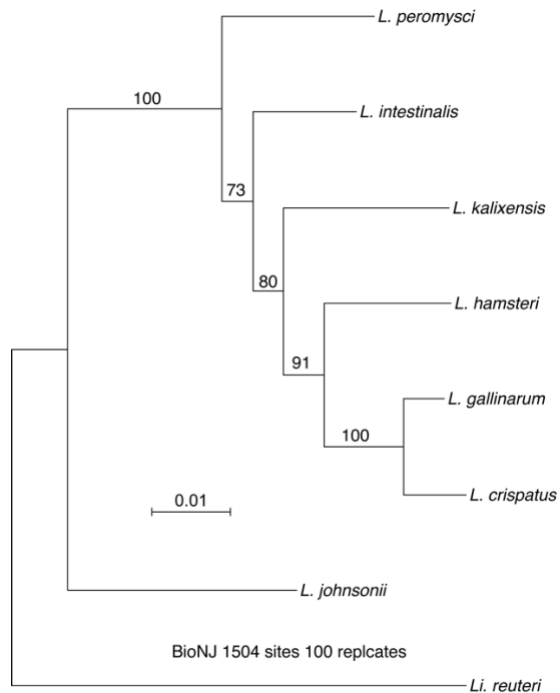 L. peromysci
100
L. intestinalis
73
L. kalixensis
80
L. hamsteri
91
L. gallinarum
100
L. crispatus
0.01
L. johnsonii
BioNJ 1504 sites 100 replcates
Li. reuteri